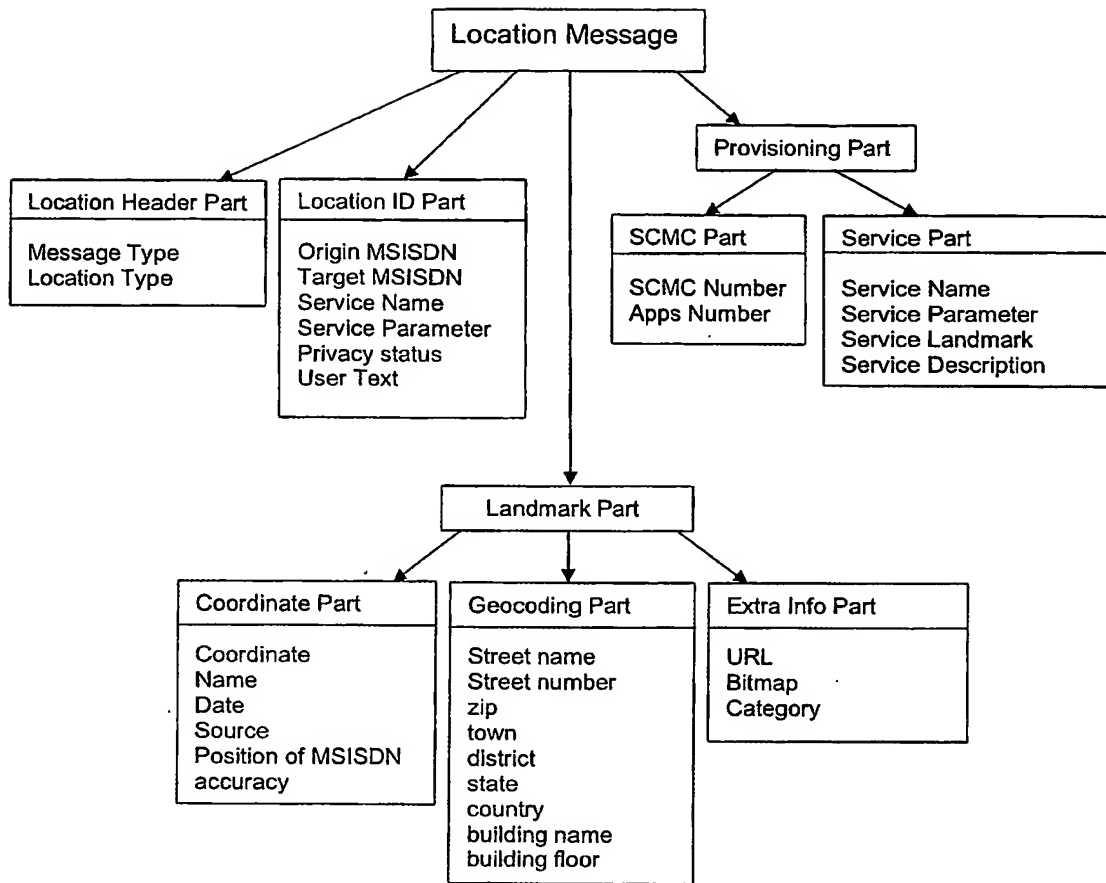 Location Message
Provisioning Part
Location Header Part
Message Type
Location Type
Location ID Part
Origin MSISDN
Target MSISDN
Service Name
Service Parameter
Privacy status
User Text
SCMC Part
SCMC Number
Apps Number
Service Part
Service Name
Service Parameter
Service Landmark
Service Description
Landmark Part
Coordinate Part
Coordinate
Name
Date
Source
Position of MSISDN
accuracy
Geocoding Part
Street name
Street number
zip
town
district
state
country
building name
building floor
Extra Info Part
URL
Bitmap
Category